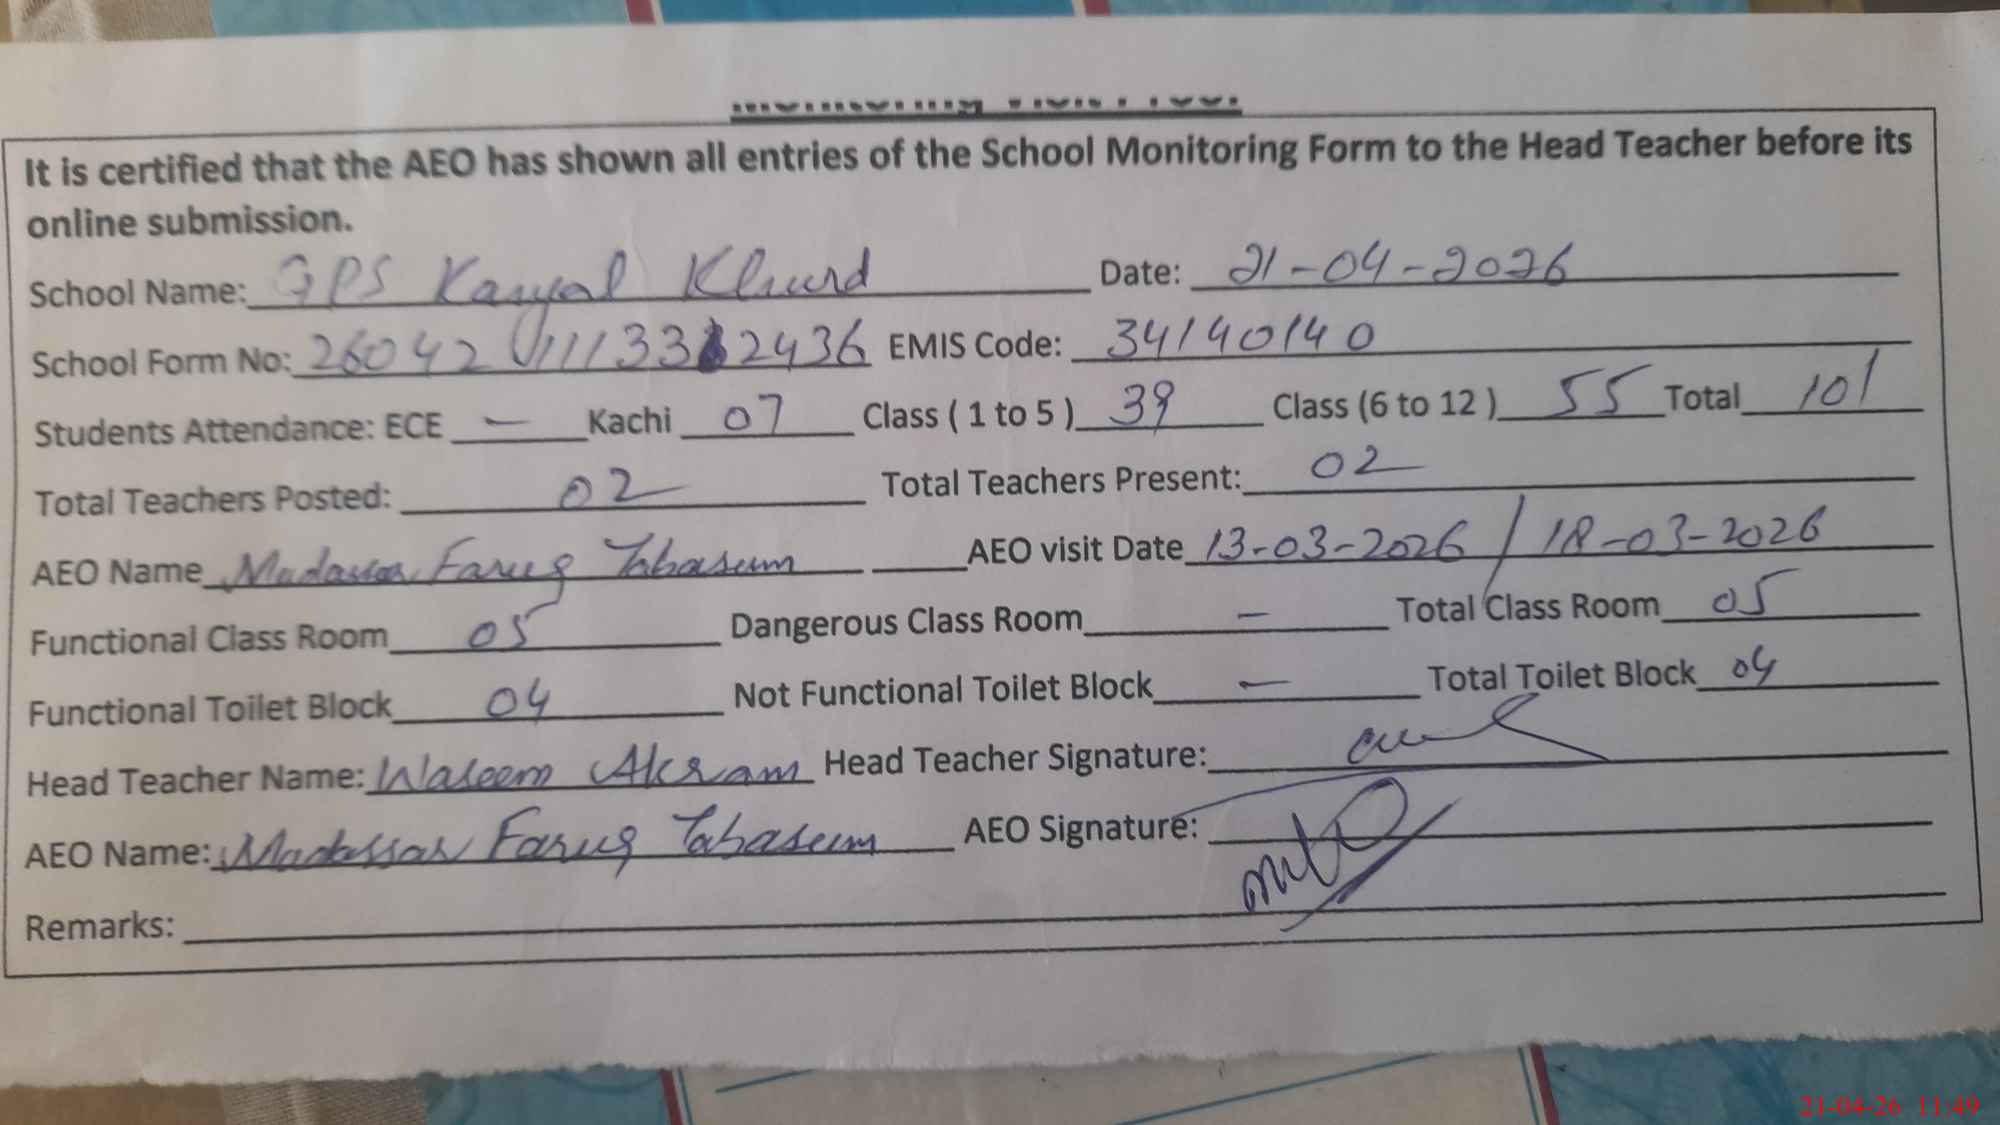 It is certified that the AEO has shown all entries of the School Monitoring Form to the Head Teacher before its
online submission.
School Name: GPS Kanyal Khurd Date: 21-04-2026
School Form No: 26042 2436 EMIS Code: 34140140
Students Attendance: ECE — Kachi 07 Class ( 1 to 5 ) 39 Class (6 to 12 ) 55 Total 101
Total Teachers Posted: 02 Total Teachers Present: 02
AEO Name Madassar Faruq Tabasum AEO visit Date 13-03-2026 / 18-03-2026
Functional Class Room 05 Dangerous Class Room — Total Class Room 05
Functional Toilet Block 04 Not Functional Toilet Block — Total Toilet Block 04
Head Teacher Name: Waseem Akram Head Teacher Signature:
AEO Name: Madassar Faruq Tabasum AEO Signature:
Remarks:
21-04-26 11:49